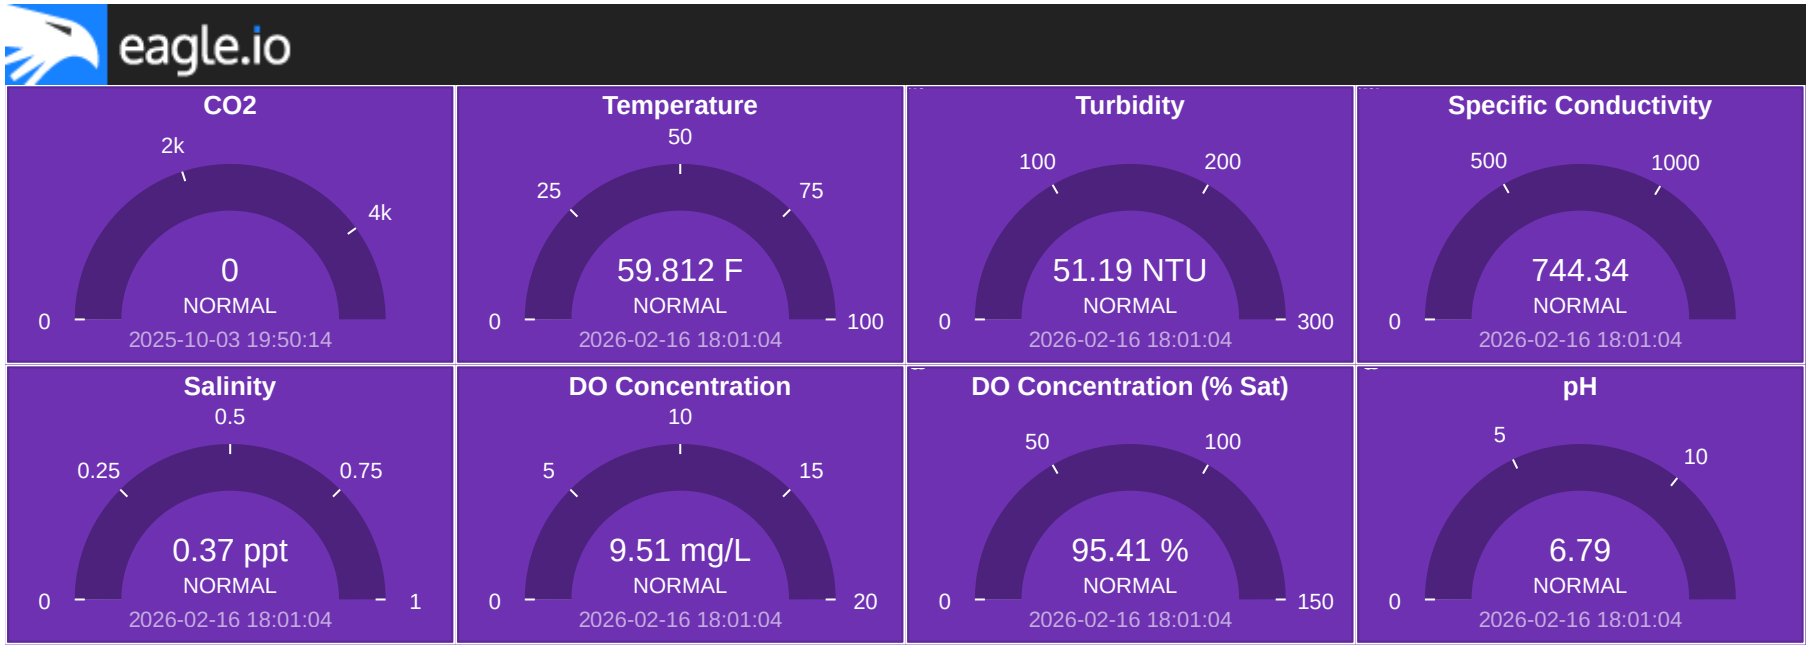 eagle.io
CO2
2k
4k
0
0
NORMAL
2025-10-03 19:50:14
Temperature
50
25
75
59.812 F
NORMAL
0
100
2026-02-16 18:01:04
Turbidity
100
200
51.19 NTU
NORMAL
0
300
2026-02-16 18:01:04
Specific Conductivity
500
1000
744.34
NORMAL
0
2026-02-16 18:01:04
Salinity
0.5
0.25
0.75
0.37 ppt
NORMAL
0
1
2026-02-16 18:01:04
DO Concentration
10
5
15
9.51 mg/L
NORMAL
0
20
2026-02-16 18:01:04
DO Concentration (% Sat)
50
100
95.41 %
NORMAL
0
150
2026-02-16 18:01:04
pH
5
10
6.79
NORMAL
0
2026-02-16 18:01:04